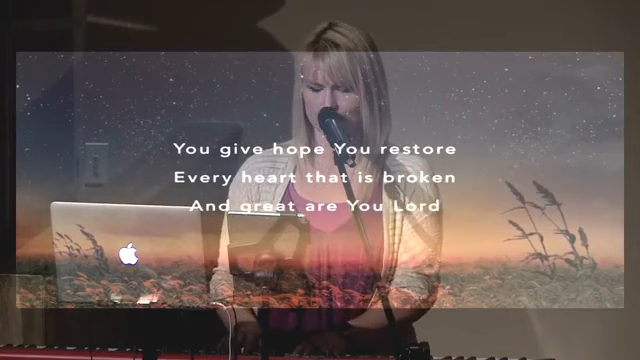 You give hope You restore
Every heart that is broken
And great are You Lord